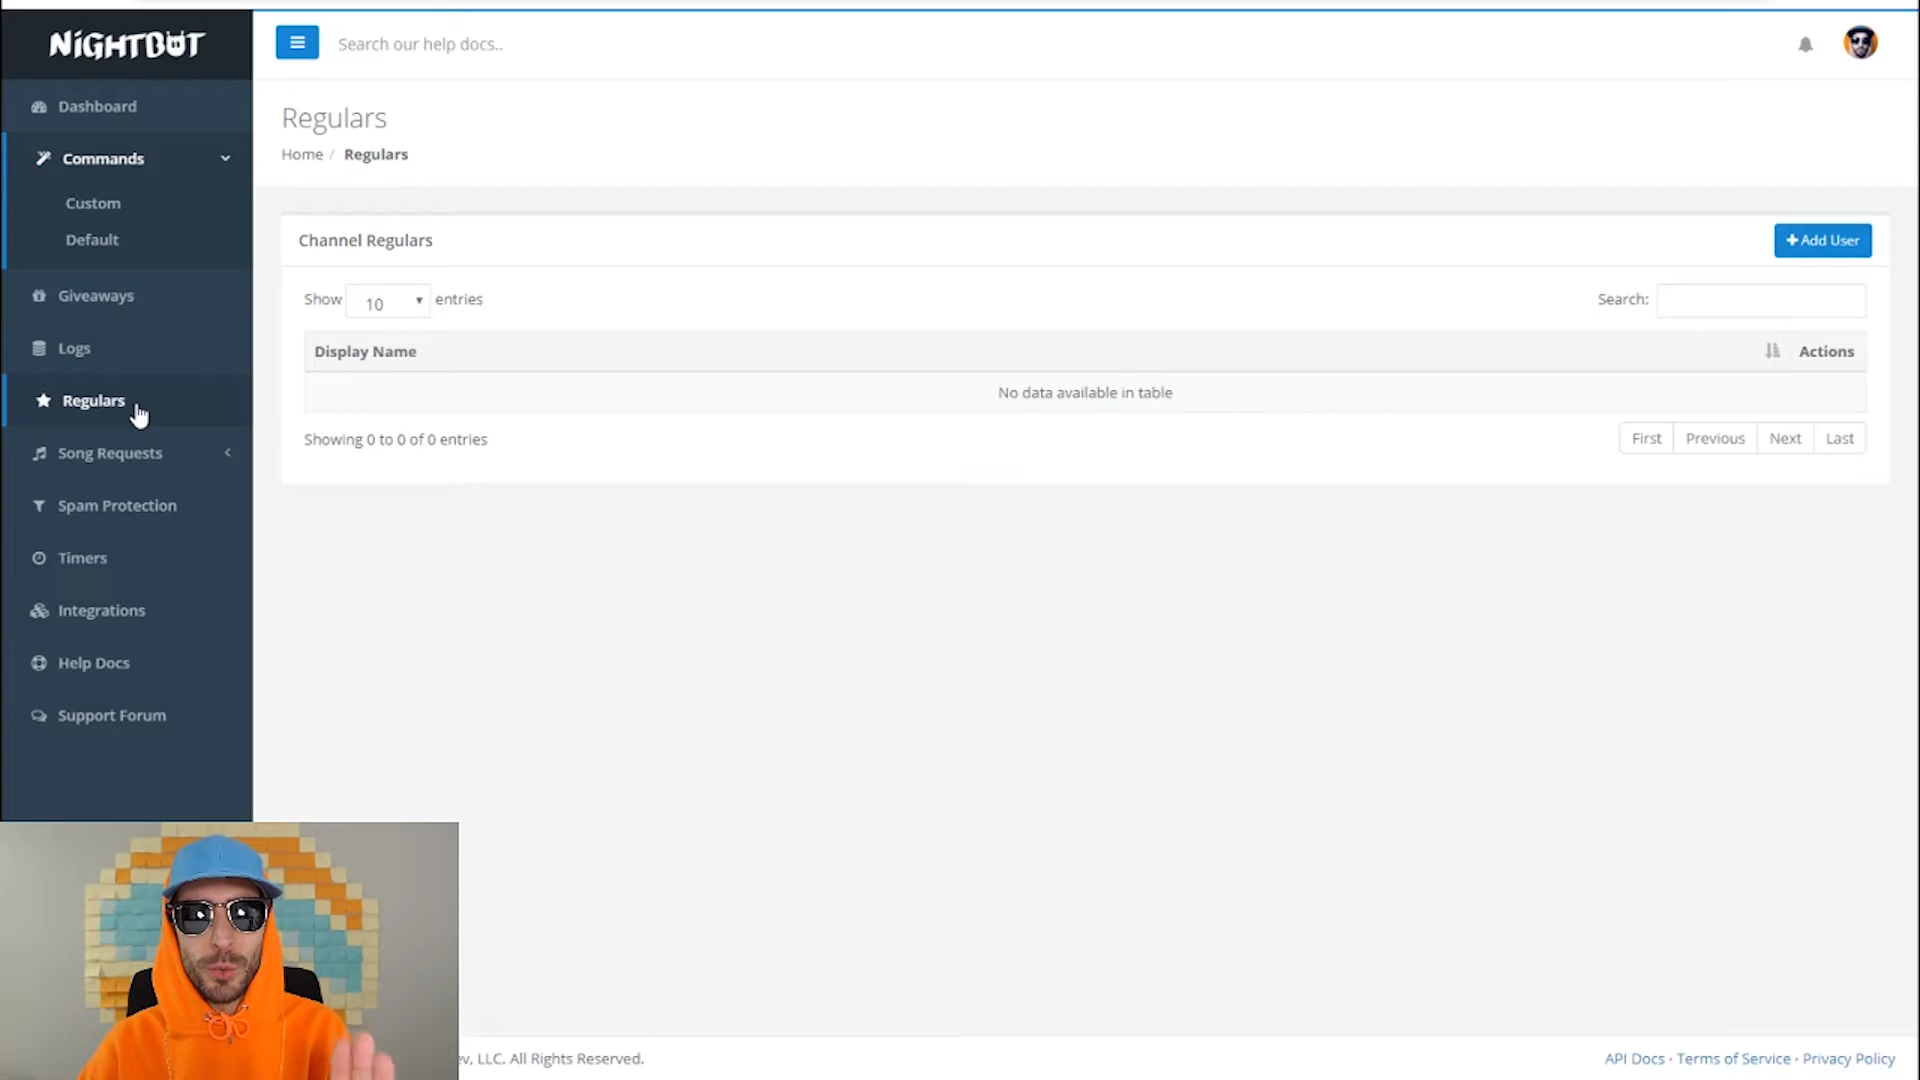 NiGHTBOT
Search our help docs..
Dashboard
Commands
Custom
Default
Giveaways
Logs
Regulars
Song Requests
Spam Protection
Timers
Integrations
Help Docs
Support Forum
Regulars
Home / Regulars
Channel Regulars
+ Add User
Show 10 entries
Search:
Display Name
Actions
No data available in table
Showing 0 to 0 of 0 entries
First Previous Next Last
ev, LLC. All Rights Reserved.
API Docs · Terms of Service · Privacy Policy